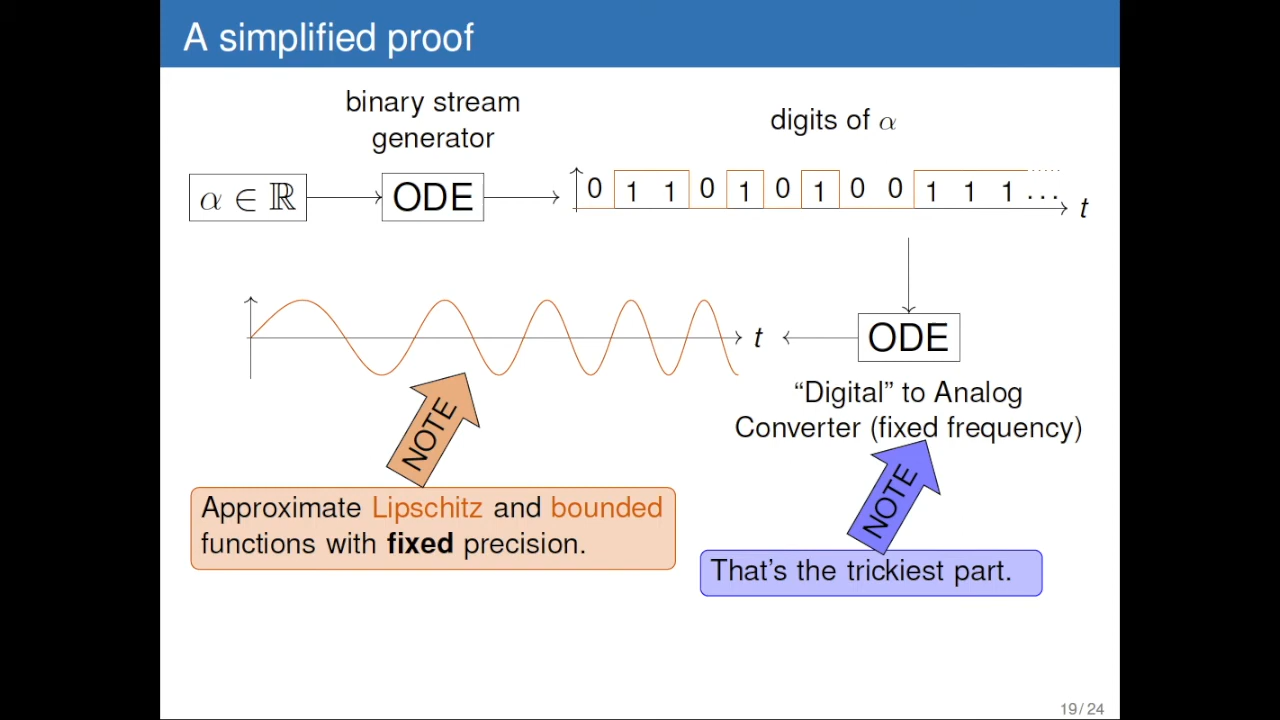 A simplified proof
binary stream
generator
digits of α
α ∈ ℝ
ODE
0 1 1 0 1 0 1 0 0 1 1 1 ...
t
t
ODE
“Digital” to Analog
Converter (fixed frequency)
NOTE
NOTE
Approximate Lipschitz and bounded
functions with fixed precision.
That’s the trickiest part.
19 / 24